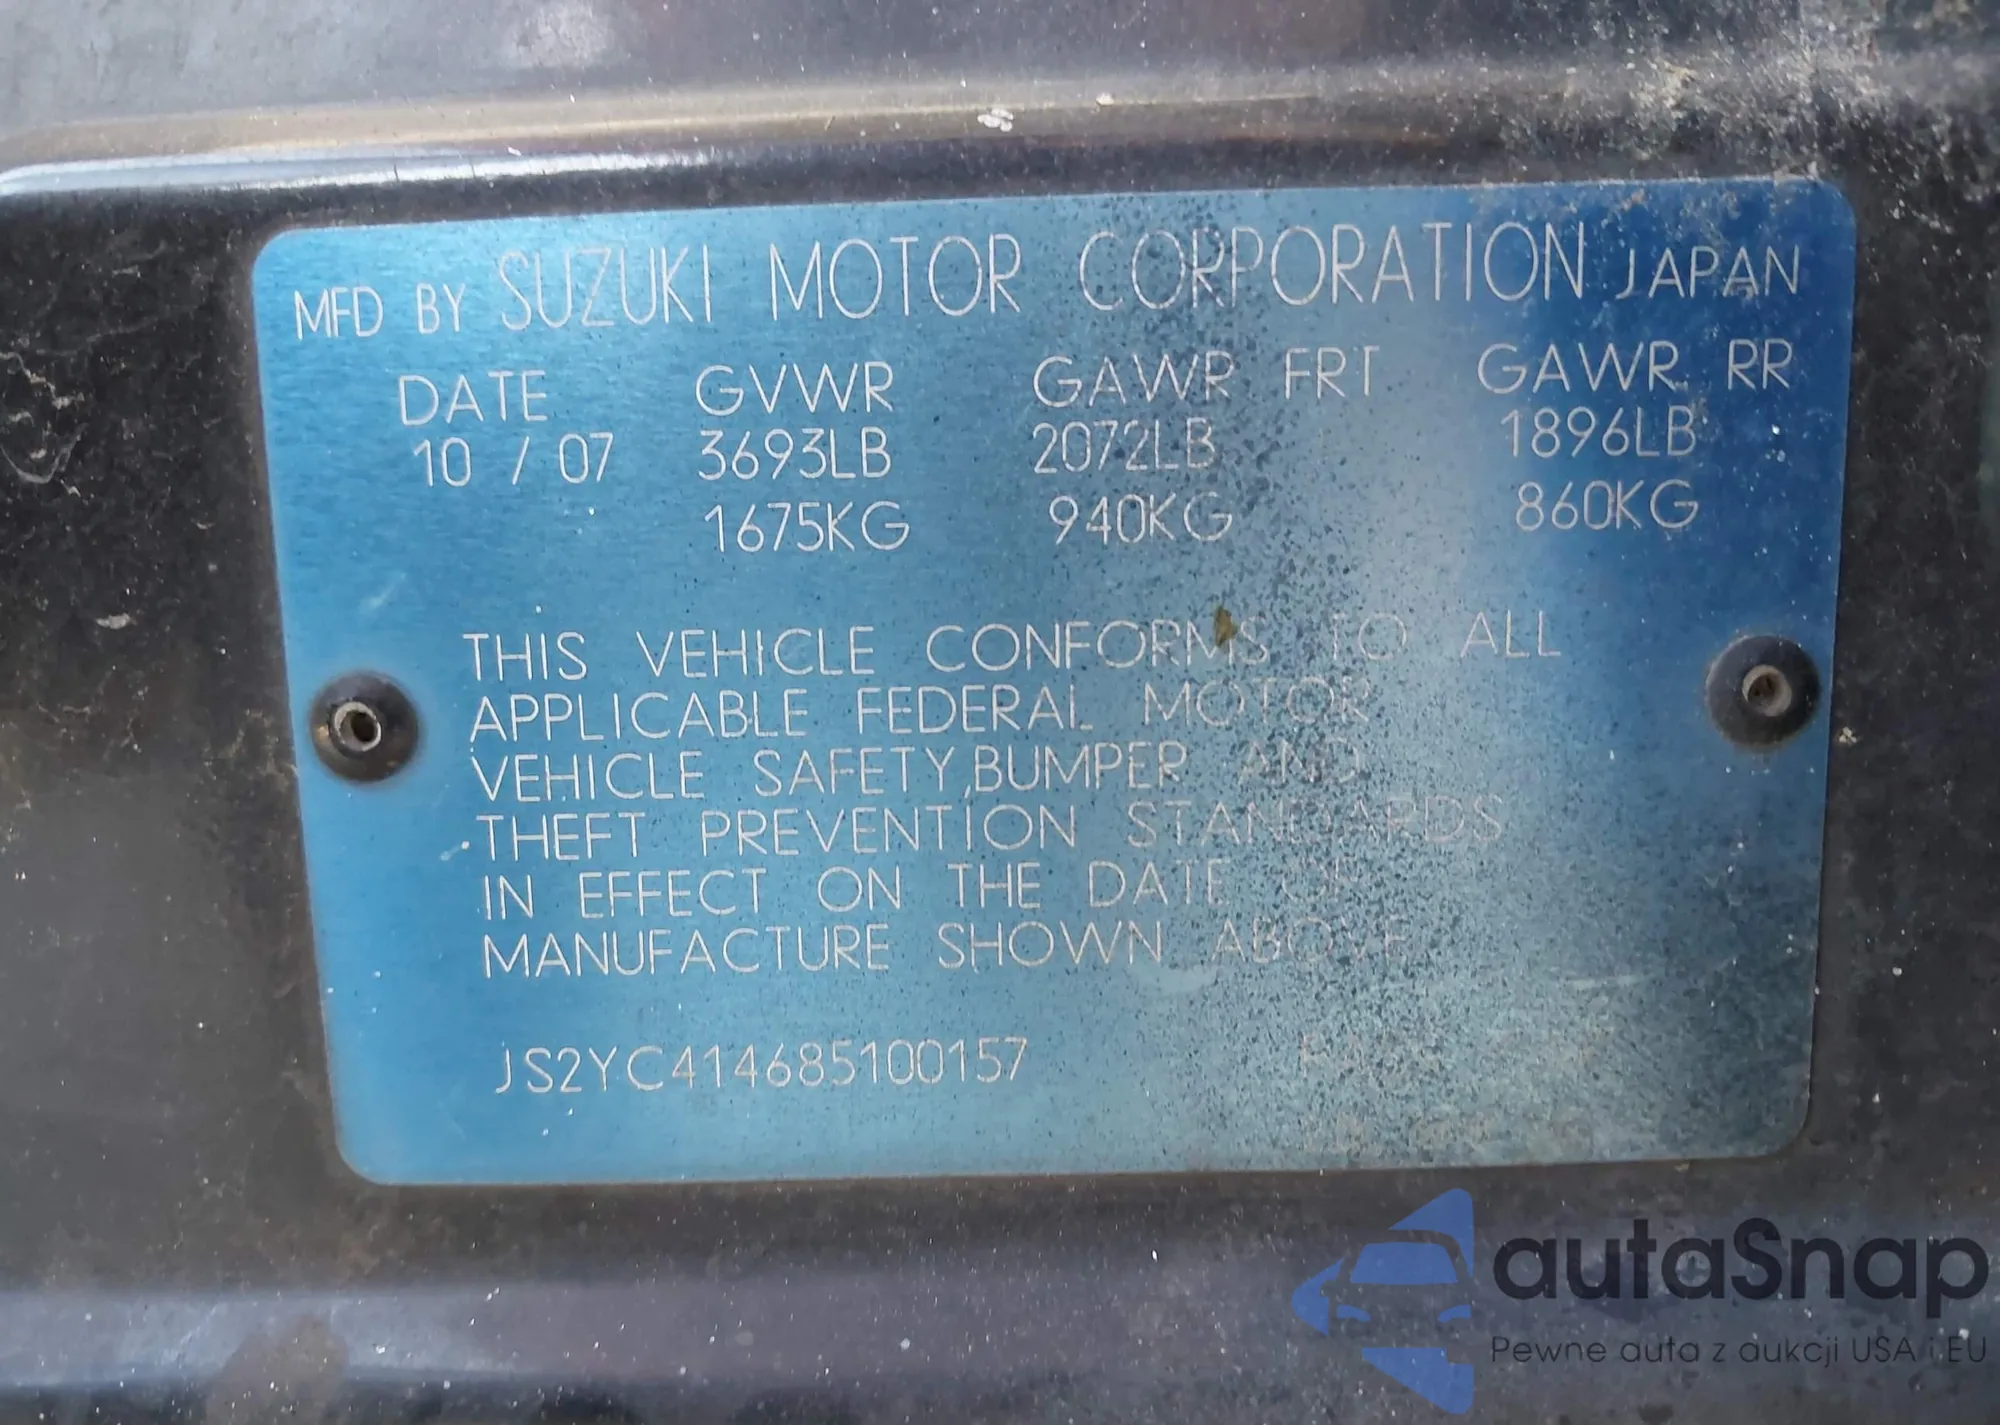 MFD BY SUZUKI MOTOR CORPORATION JAPAN
DATE GVWR GAWR FRT GAWR RR
10 / 07 3693LB 2072LB 1896LB
1675KG 940KG 860KG
THIS VEHICLE CONFORMS TO ALL
APPLICABLE FEDERAL MOTOR
VEHICLE SAFETY,BUMPER AND
THEFT PREVENTION STANDARDS
IN EFFECT ON THE DATE OF
MANUFACTURE SHOWN ABOVE
JS2YC414685100157
autaSnap
Pewne auta z aukcji USA i EU